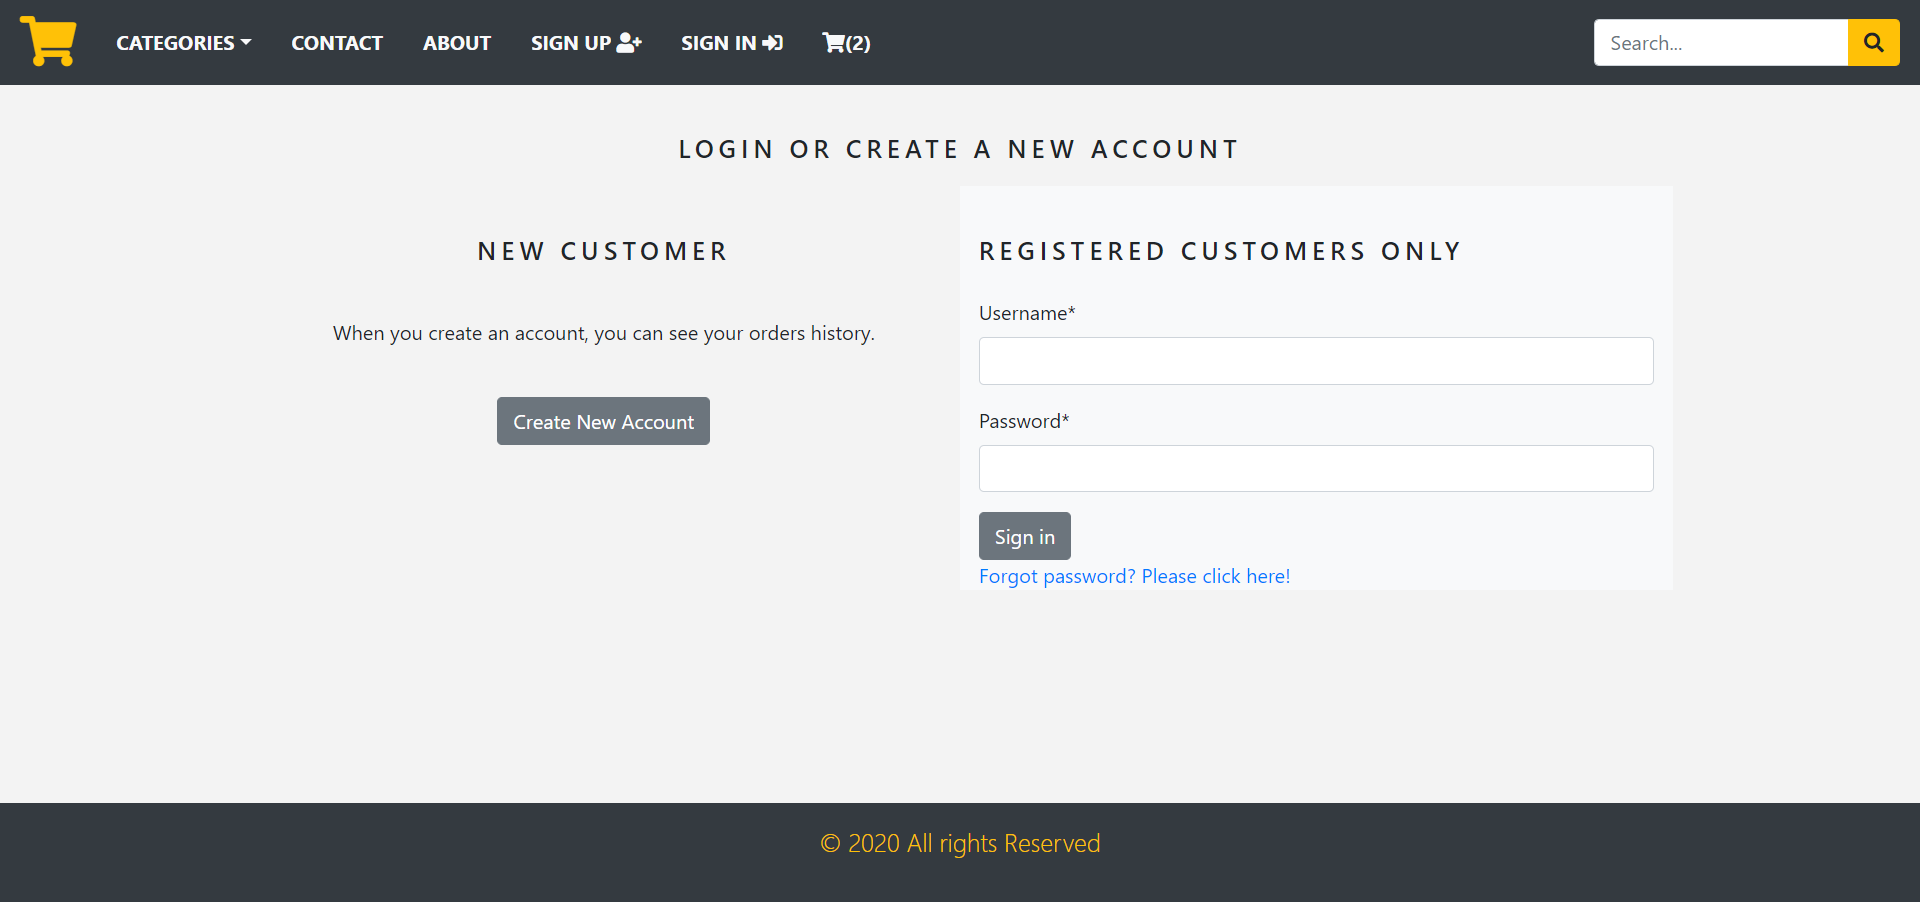 CATEGORIES CONTACT ABOUT SIGN UP SIGN IN (2) Search...
LOGIN OR CREATE A NEW ACCOUNT
NEW CUSTOMER
When you create an account, you can see your orders history.
Create New Account
REGISTERED CUSTOMERS ONLY
Username*
Password*
Sign in
Forgot password? Please click here!
© 2020 All rights Reserved